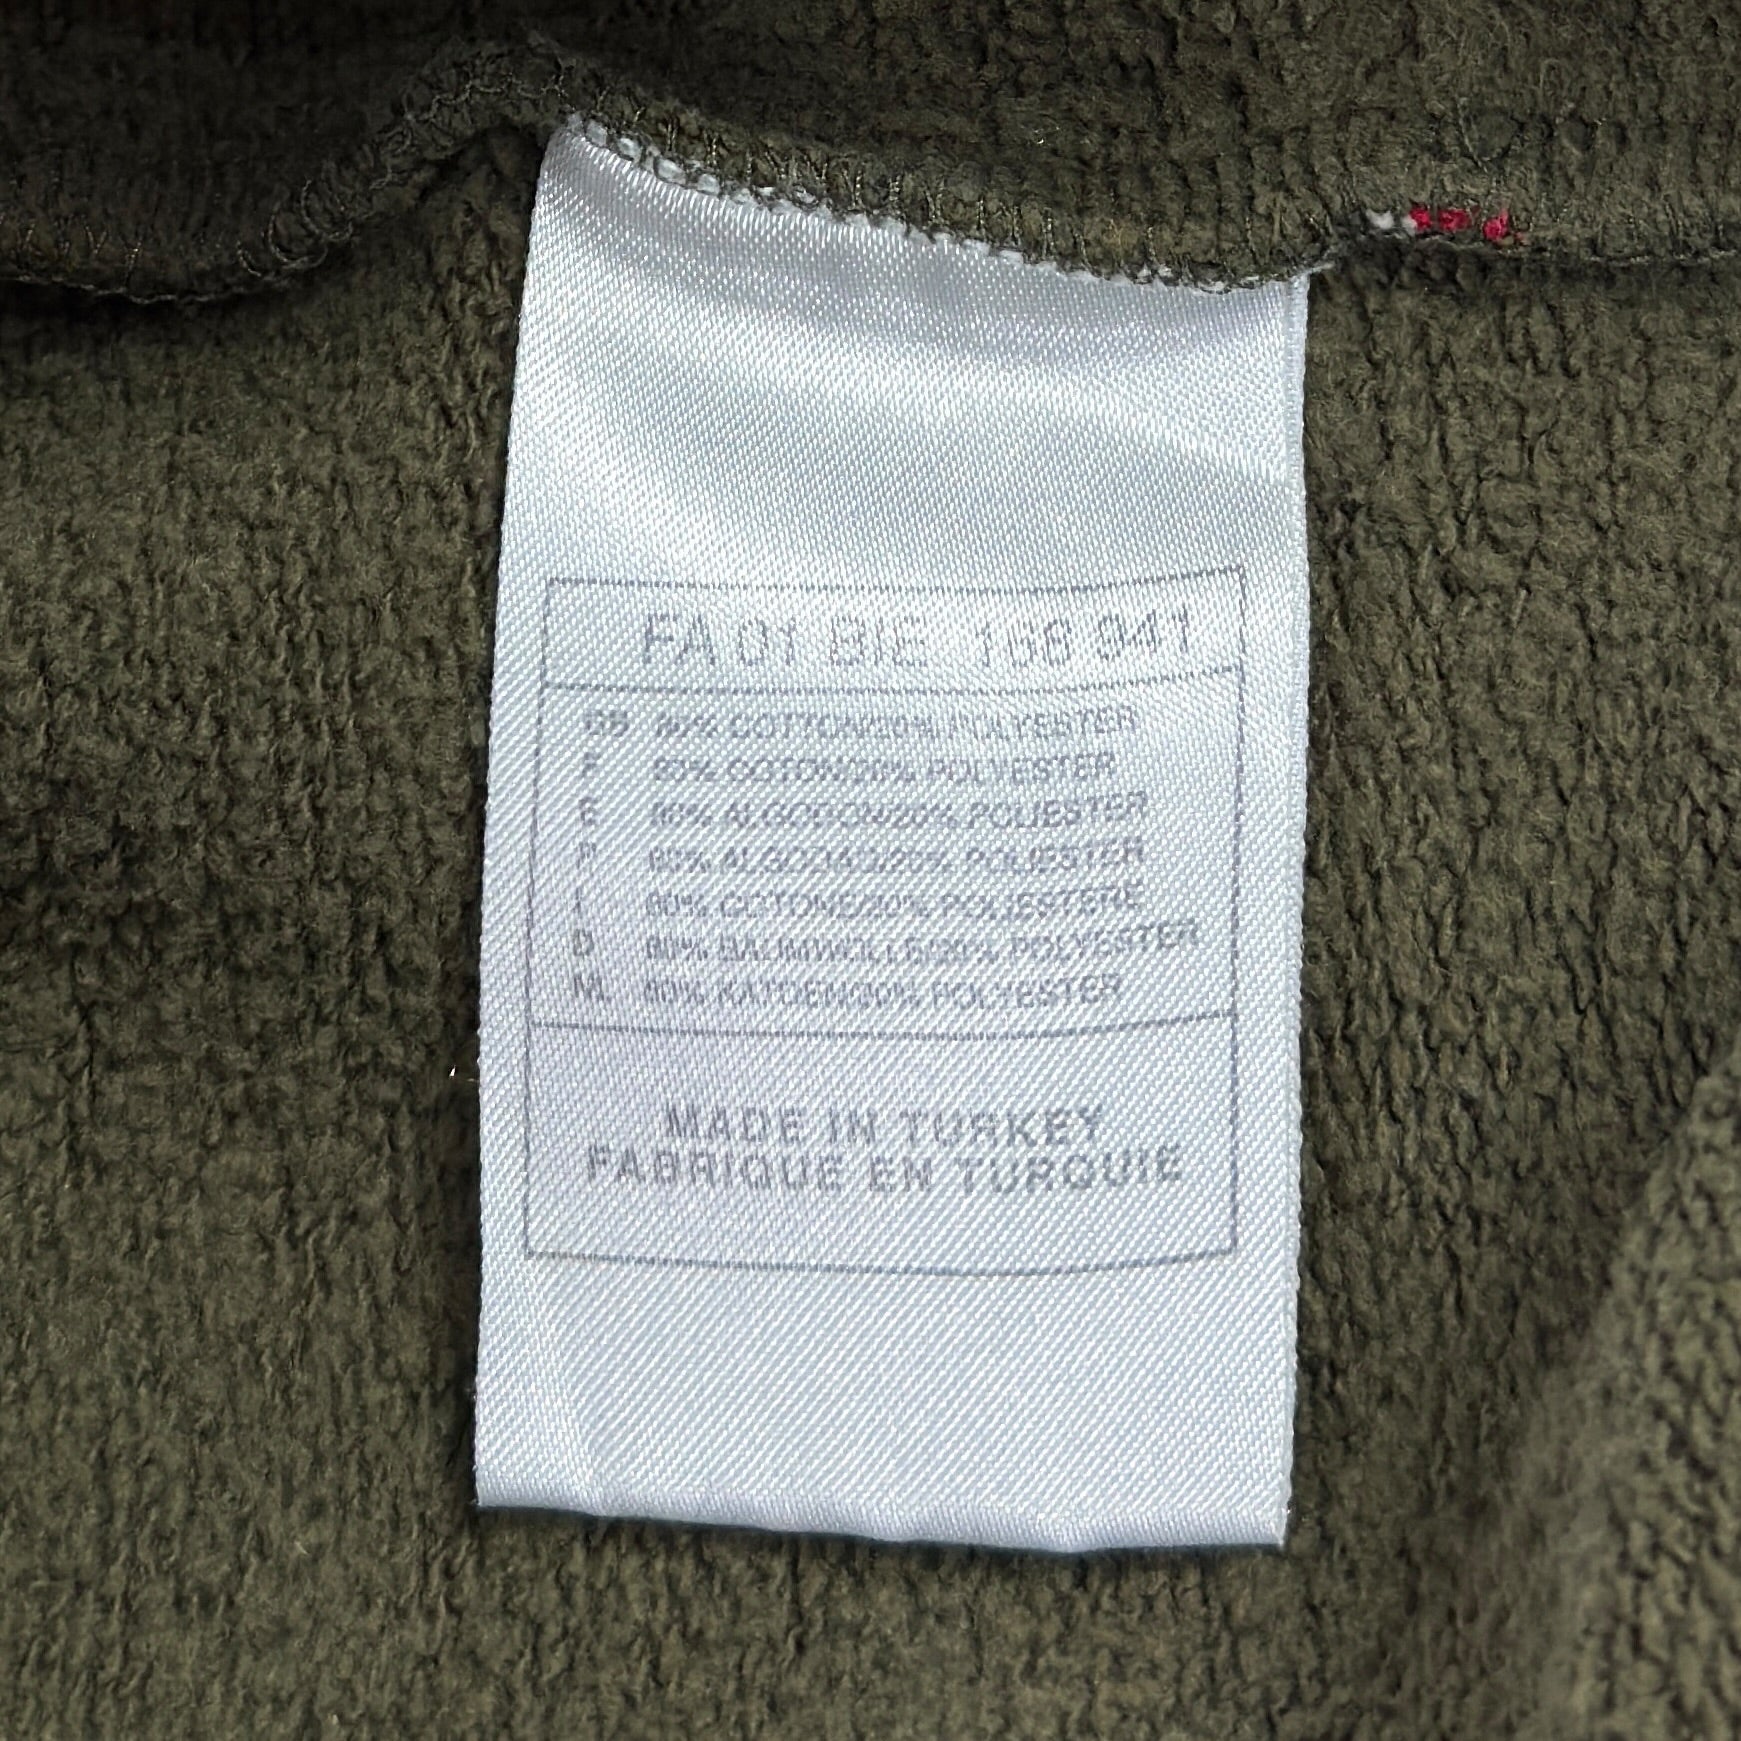 FA 01 BIE 168 941
GB 80% COTTON/20% POLYESTER
F 80% COTON/20% POLYESTER
E 80% ALGODON/20% POLIESTER
P 80% ALGODAO/20% POLIESTER
I 80% COTONE/20% POLIESTERE
D 80% BAUMWOLLE/20% POLYESTER
NL 80% KATOEN/20% POLYESTER
MADE IN TURKEY
FABRIQUE EN TURQUIE